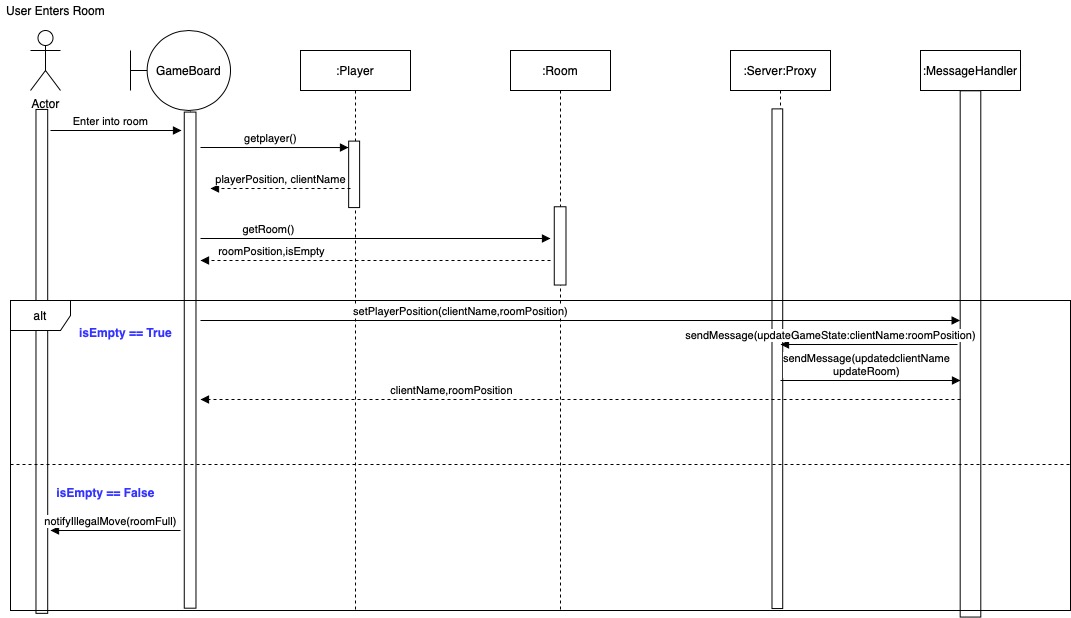 User Enters Room
GameBoard
:Player
:Room
:Server:Proxy
:MessageHandler
Actor
Enter into room
getplayer()
playerPosition, clientName
getRoom()
roomPosition,isEmpty
alt
setPlayerPosition(clientName,roomPosition)
isEmpty == True
sendMessage(updateGameState:clientName:roomPosition)
sendMessage(updatedclientName
updateRoom)
clientName,roomPosition
isEmpty == False
notifyIllegalMove(roomFull)